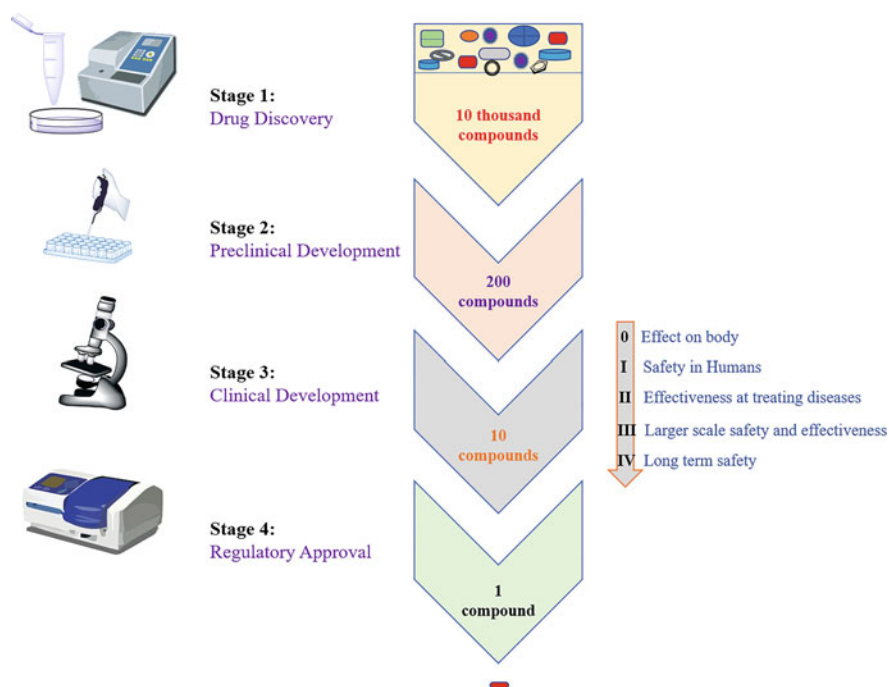 Stage 1:
Drug Discovery
10 thousand
compounds
Stage 2:
Preclinical Development
200
compounds
Stage 3:
Clinical Development
10
compounds
0 Effect on body
I Safety in Humans
II Effectiveness at treating diseases
III Larger scale safety and effectiveness
IV Long term safety
Stage 4:
Regulatory Approval
1
compound